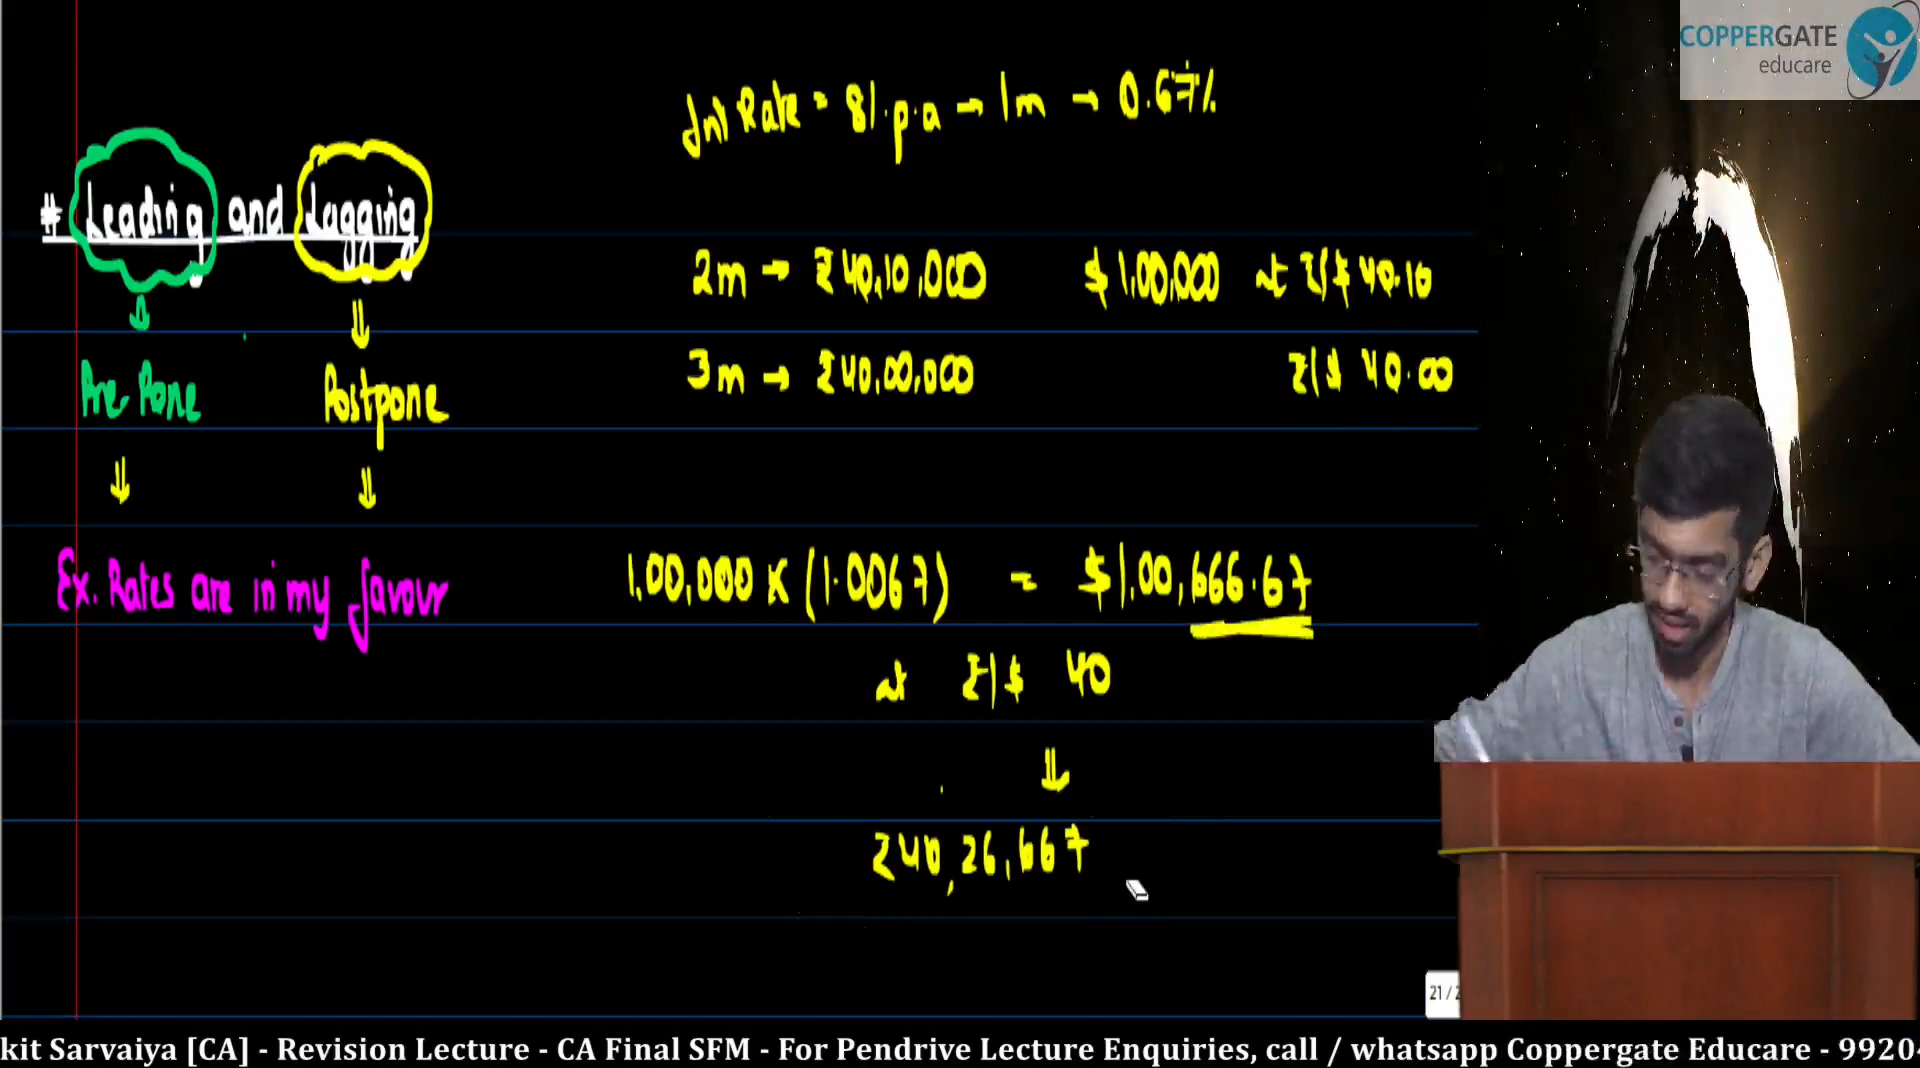 COPPERGATE
educare
Int Rate = 8%.p.a → 1m → 0.67%
# Leading and Lagging
2m → ₹40,10,000 $1,00,000 at ₹/$ 40.10
3m → ₹40,00,000 ₹/$ 40.00
Pre Pone Postpone
Ex. Rates are in my favour
1,00,000 x (1.0067) = $1,00,666.67
at ₹/$ 40
₹40,26,667
21 / 2
kit Sarvaiya [CA] - Revision Lecture - CA Final SFM - For Pendrive Lecture Enquiries, call / whatsapp Coppergate Educare - 9920